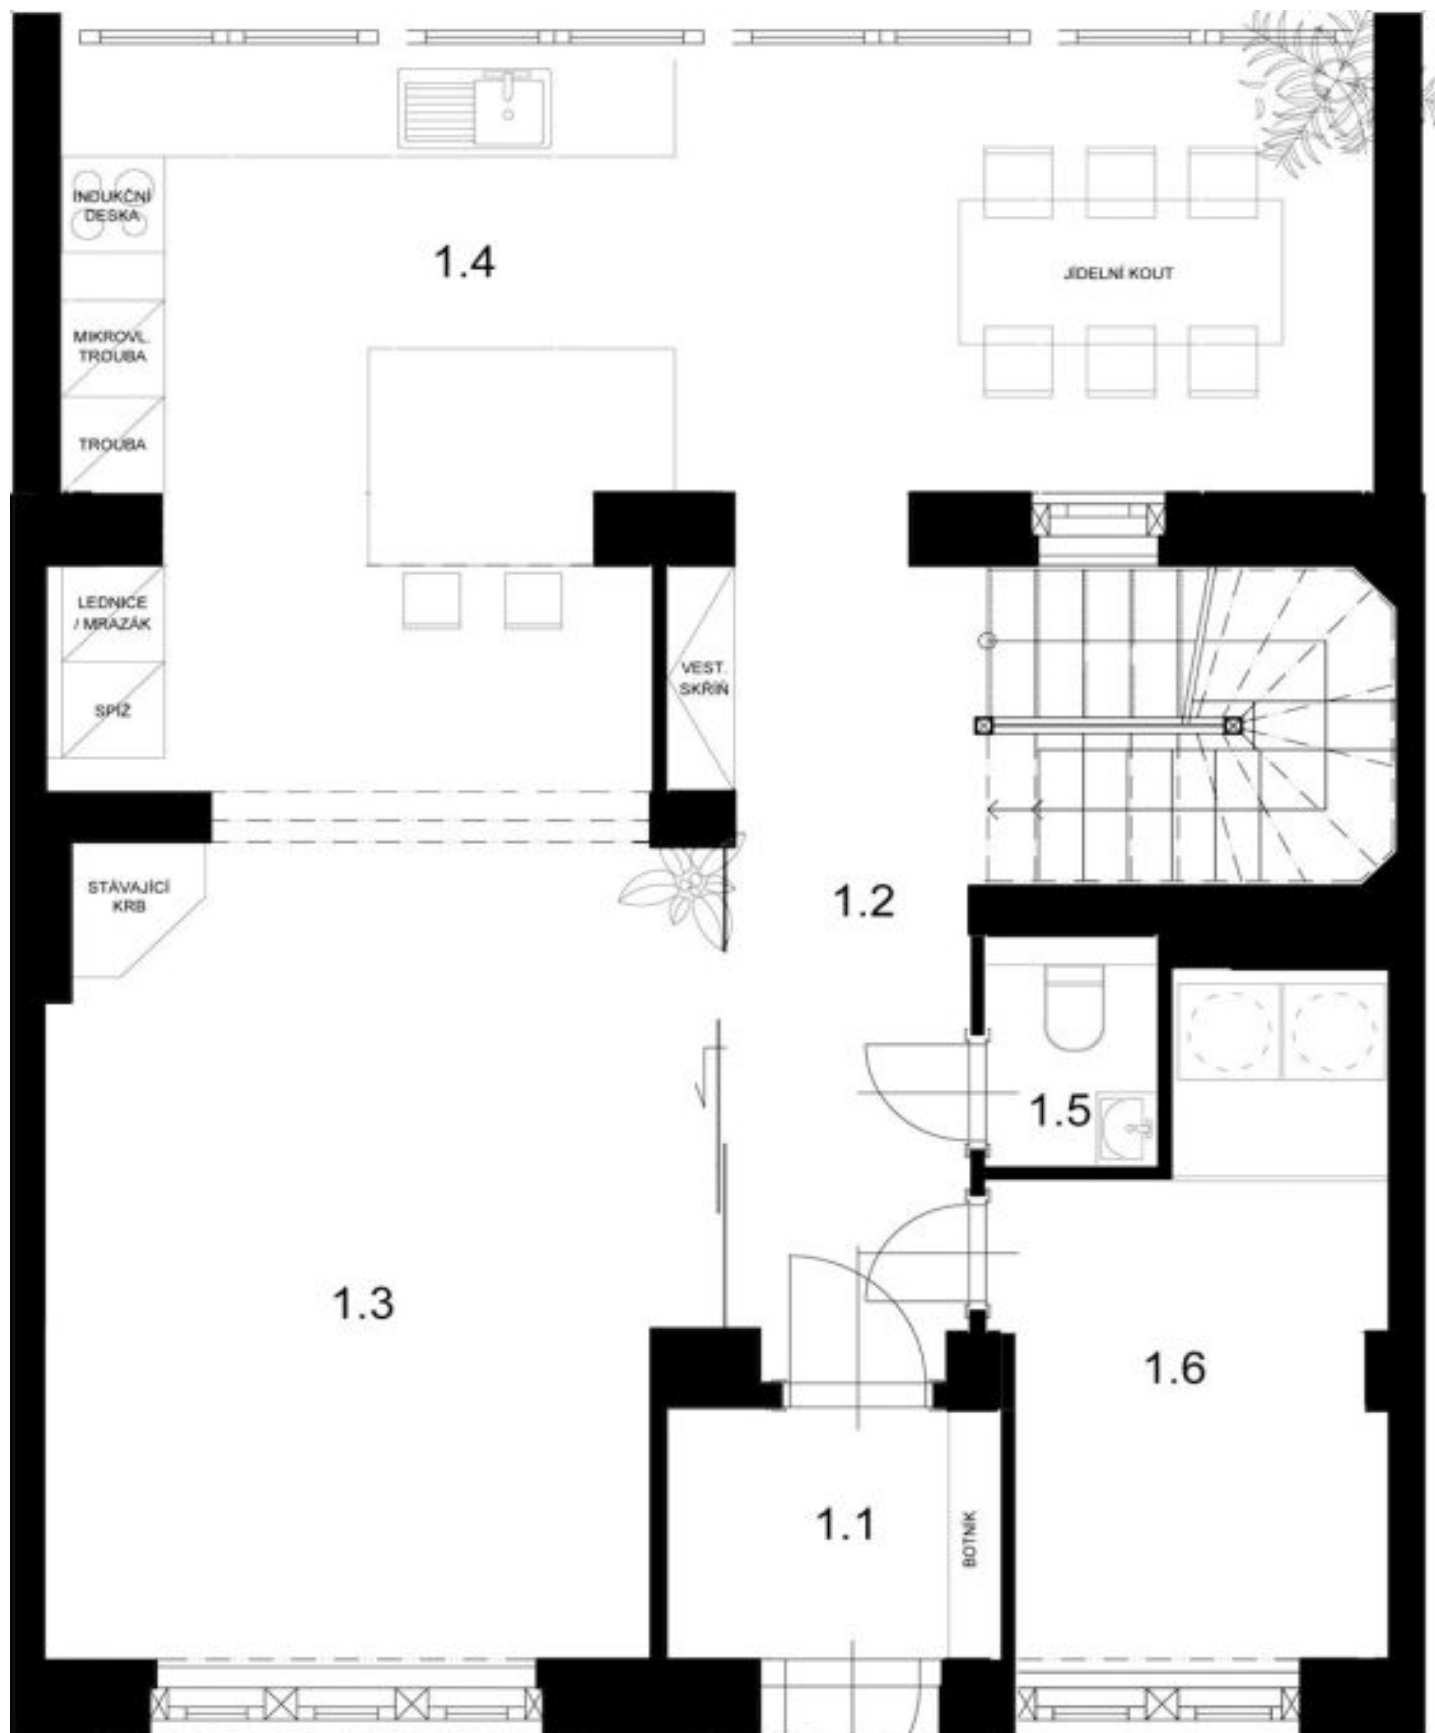 INDUKČNÍ
DESKA
1.4
JÍDELNÍ KOUT
MIKROVL.
TROUBA
TROUBA
LEDNICE
/ MRAZÁK
SPÍŽ
VEST.
SKŘÍŇ
STÁVAJÍCÍ
KRB
1.2
1.5
1.3
1.6
1.1
BOTNÍK